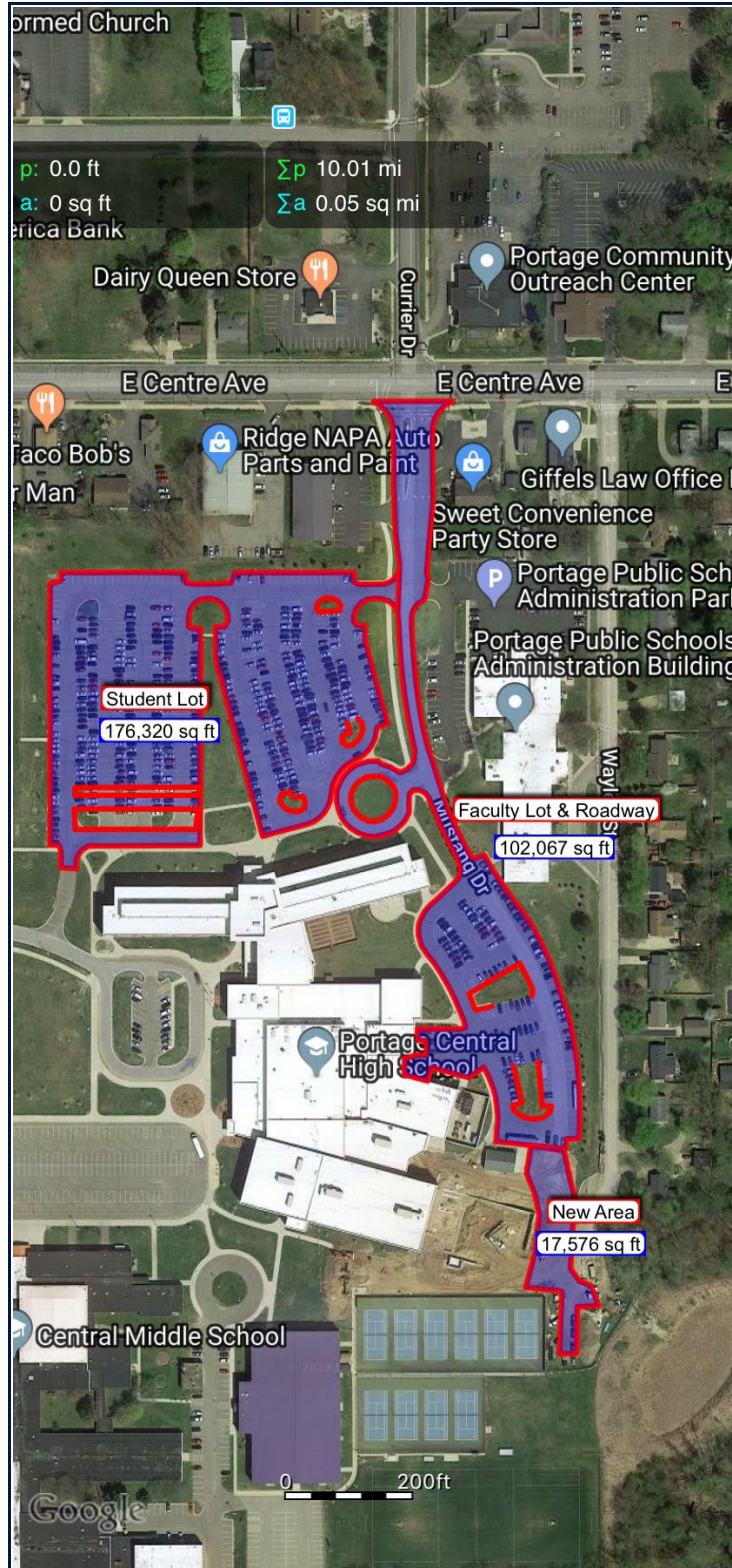 ormed Church
p: 0.0 ft
a: 0 sq ft
∑p 10.01 mi
∑a 0.05 sq mi
erica Bank
Dairy Queen Store
Currier Dr
Portage Community
Outreach Center
E Centre Ave
E Centre Ave
E
Taco Bob's
r Man
Ridge NAPA Auto
Parts and Paint
Giffels Law Office
Sweet Convenience
Party Store
P
Portage Public Sch
Administration Park
Portage Public Schools
Administration Building
Student Lot
176,320 sq ft
Faculty Lot & Roadway
102,067 sq ft
Mustang Dr
Portage Central
High School
New Area
17,576 sq ft
Central Middle School
0 200ft
Google